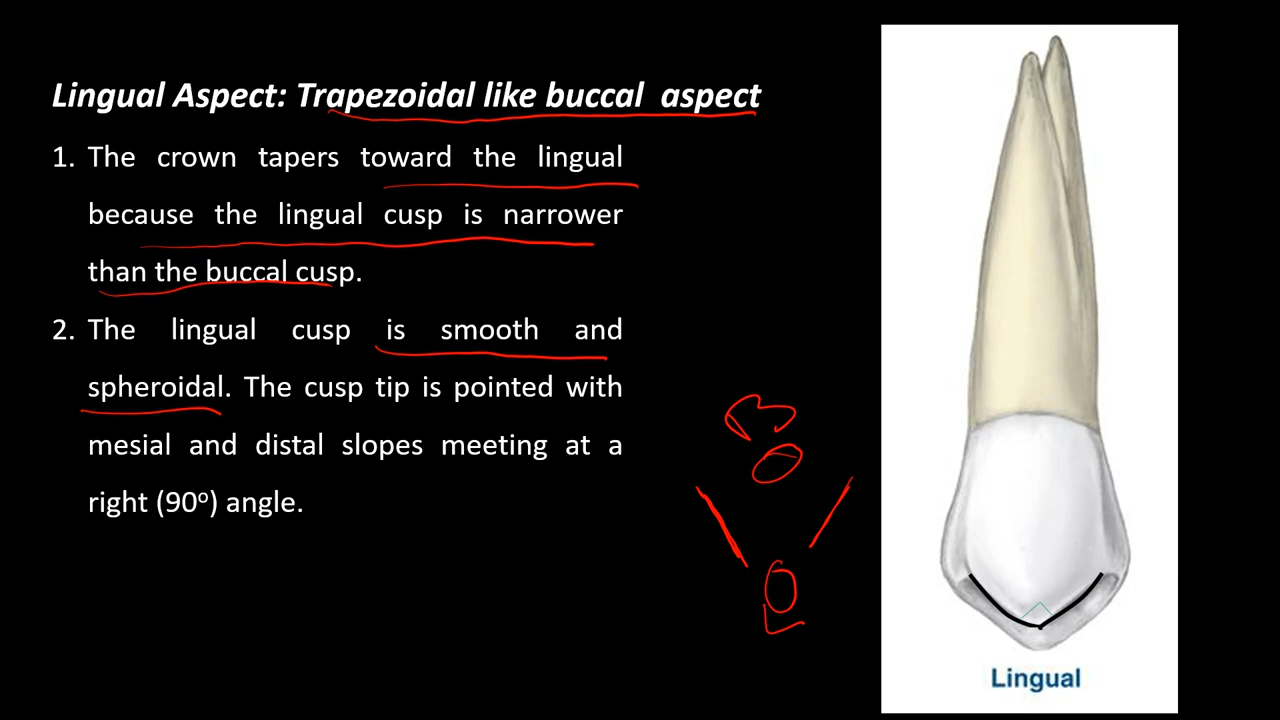 Lingual Aspect: Trapezoidal like buccal aspect
1. The crown tapers toward the lingual
because the lingual cusp is narrower
than the buccal cusp.
2. The lingual cusp is smooth and
spheroidal. The cusp tip is pointed with
mesial and distal slopes meeting at a
right (90º) angle.
B
L
Lingual